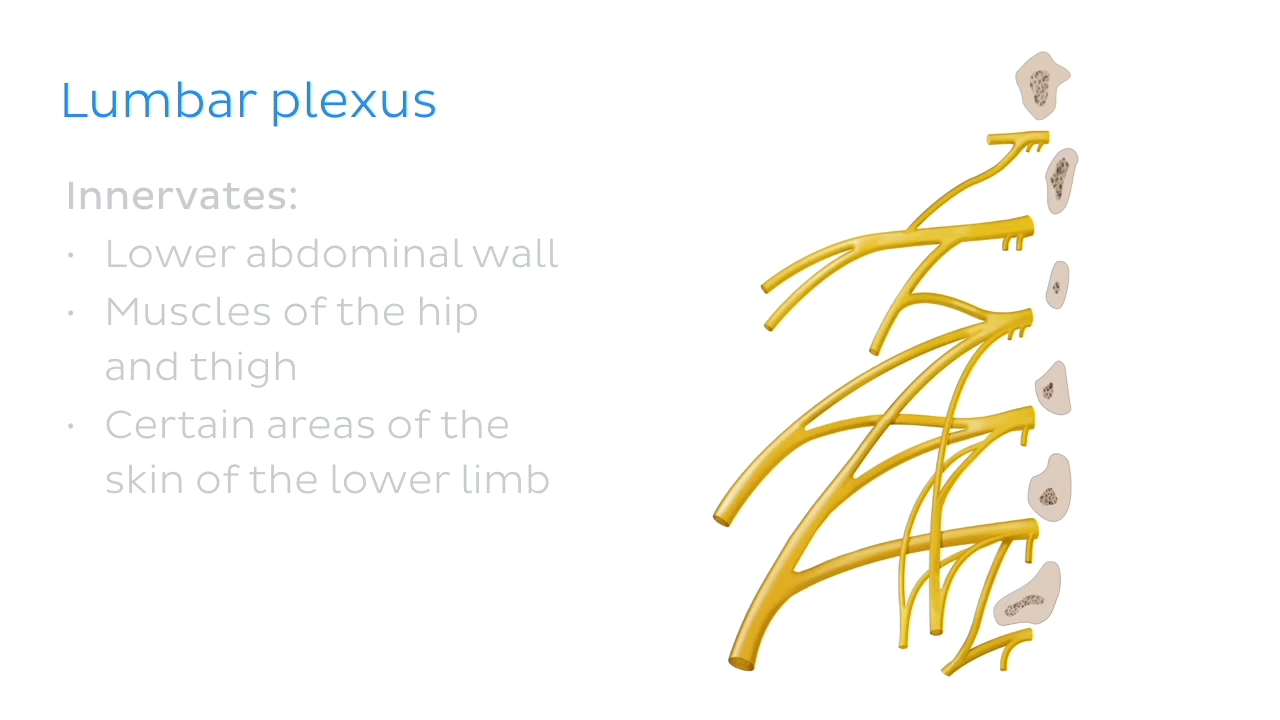 Lumbar plexus
Innervates:
• Lower abdominal wall
• Muscles of the hip
and thigh
• Certain areas of the
skin of the lower limb